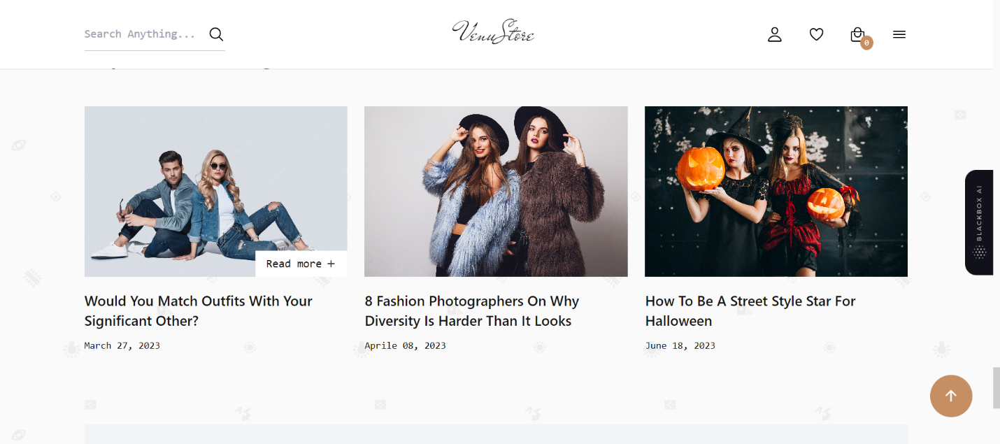 Search Anything...
VenuStore
0
BLACKBOX AI
Read more +
Would You Match Outfits With Your
Significant Other?
March 27, 2023
8 Fashion Photographers On Why
Diversity Is Harder Than It Looks
Aprile 08, 2023
How To Be A Street Style Star For
Halloween
June 18, 2023